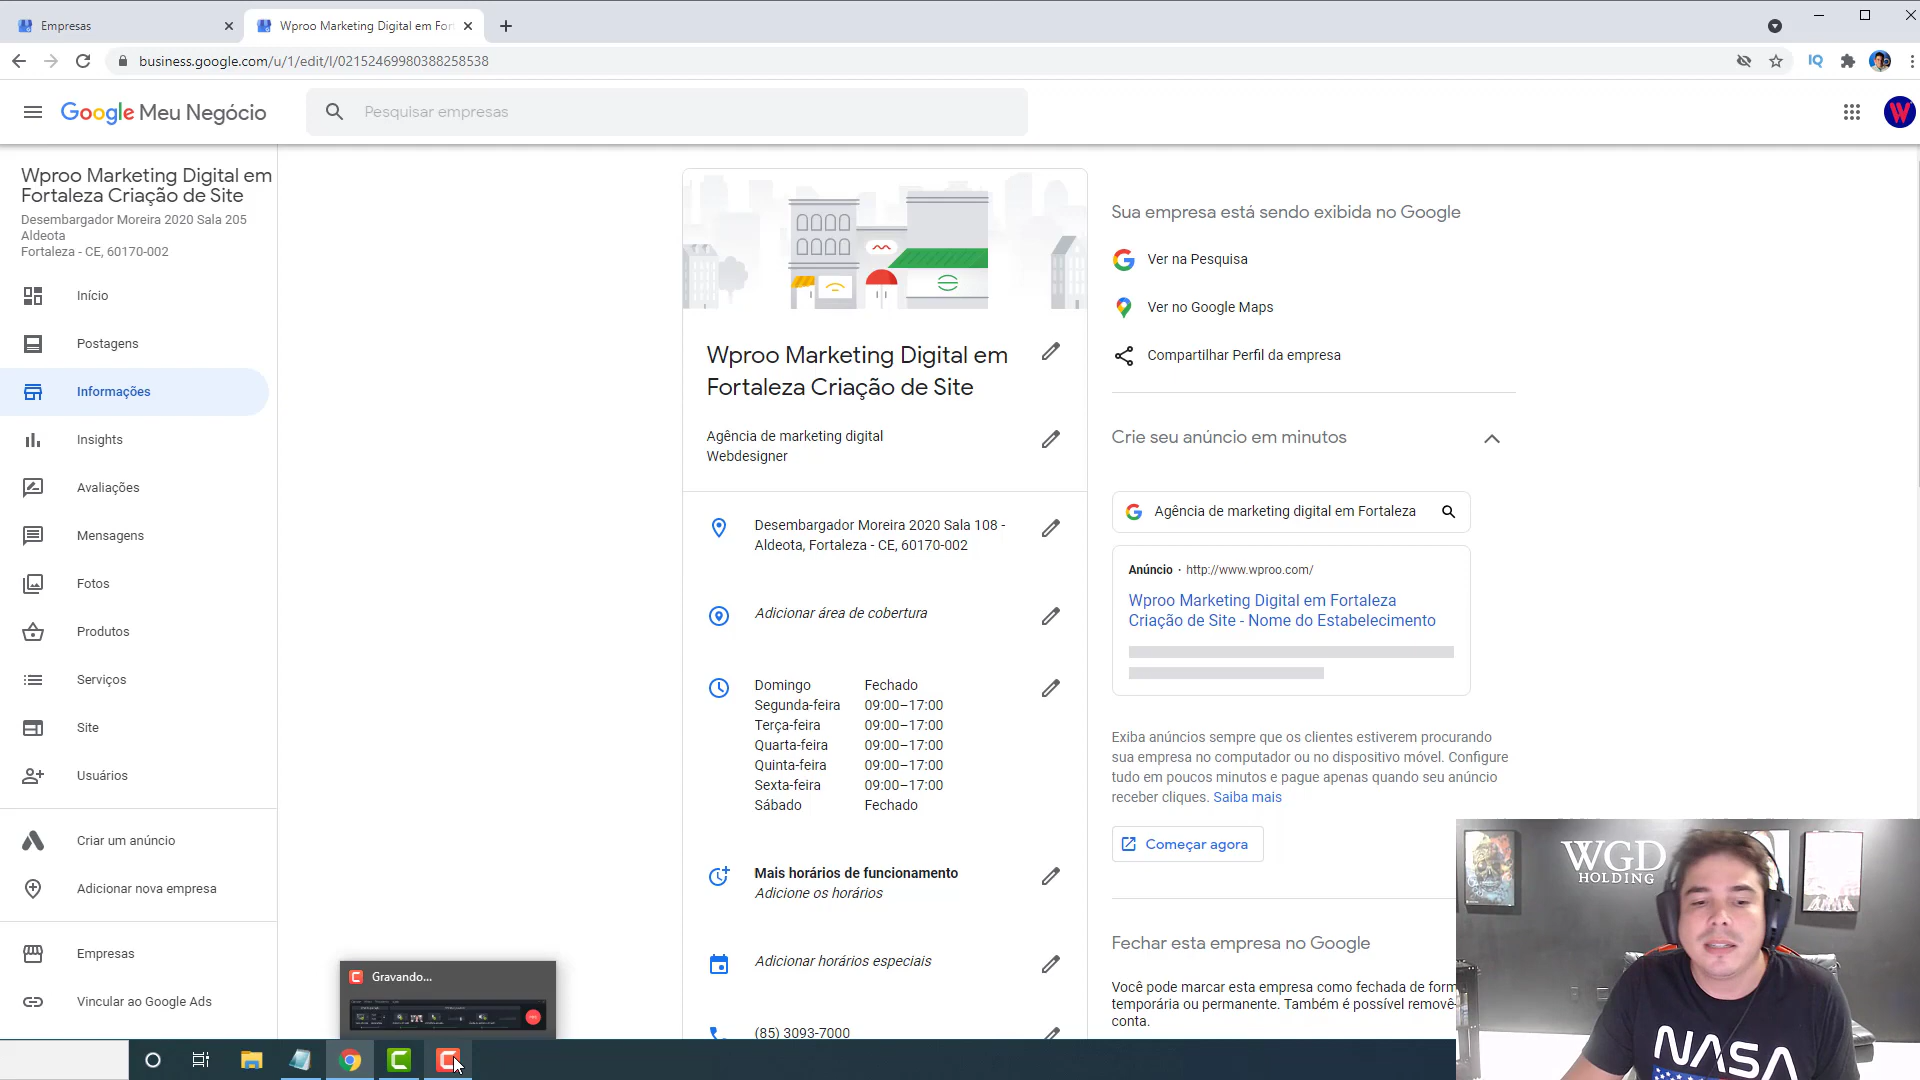 Empresas
Wproo Marketing Digital em For
business.google.com/u/1/edit/l/02152469980388258538
IQ
Google Meu Negócio
Pesquisar empresas
W
Wproo Marketing Digital em
Fortaleza Criação de Site
Desembargador Moreira 2020 Sala 205
Aldeota
Fortaleza - CE, 60170-002
Início
Postagens
Informações
Insights
Avaliações
Mensagens
Fotos
Produtos
Serviços
Site
Usuários
Criar um anúncio
Adicionar nova empresa
Empresas
Vincular ao Google Ads
Wproo Marketing Digital em
Fortaleza Criação de Site
Agência de marketing digital
Webdesigner
Desembargador Moreira 2020 Sala 108 -
Aldeota, Fortaleza - CE, 60170-002
Adicionar área de cobertura
Domingo Fechado
Segunda-feira 09:00–17:00
Terça-feira 09:00–17:00
Quarta-feira 09:00–17:00
Quinta-feira 09:00–17:00
Sexta-feira 09:00–17:00
Sábado Fechado
Mais horários de funcionamento
Adicione os horários
Adicionar horários especiais
(85) 3093-7000
Sua empresa está sendo exibida no Google
Ver na Pesquisa
Ver no Google Maps
Compartilhar Perfil da empresa
Crie seu anúncio em minutos
Agência de marketing digital em Fortaleza
Anúncio · http://www.wproo.com/
Wproo Marketing Digital em Fortaleza
Criação de Site - Nome do Estabelecimento
Exiba anúncios sempre que os clientes estiverem procurando
sua empresa no computador ou no dispositivo móvel. Configure
tudo em poucos minutos e pague apenas quando seu anúncio
receber cliques. Saiba mais
Começar agora
Fechar esta empresa no Google
Você pode marcar esta empresa como fechada de form
temporária ou permanente. Também é possível removê-
conta.
Gravando...
WGD
HOLDING
NASA